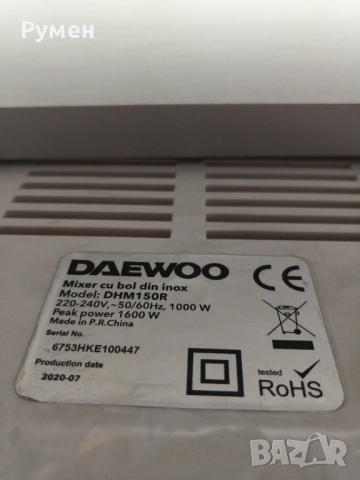 Румен
DAEWOO
Mixer cu bol din inox
Model: DHM150R
220-240V,~50/60Hz, 1000 W
Peak power 1600 W
Made in P.R.China
Serial No.
6753HKE100447
Production date
2020-07
CE
tested
RoHS
BAZAR